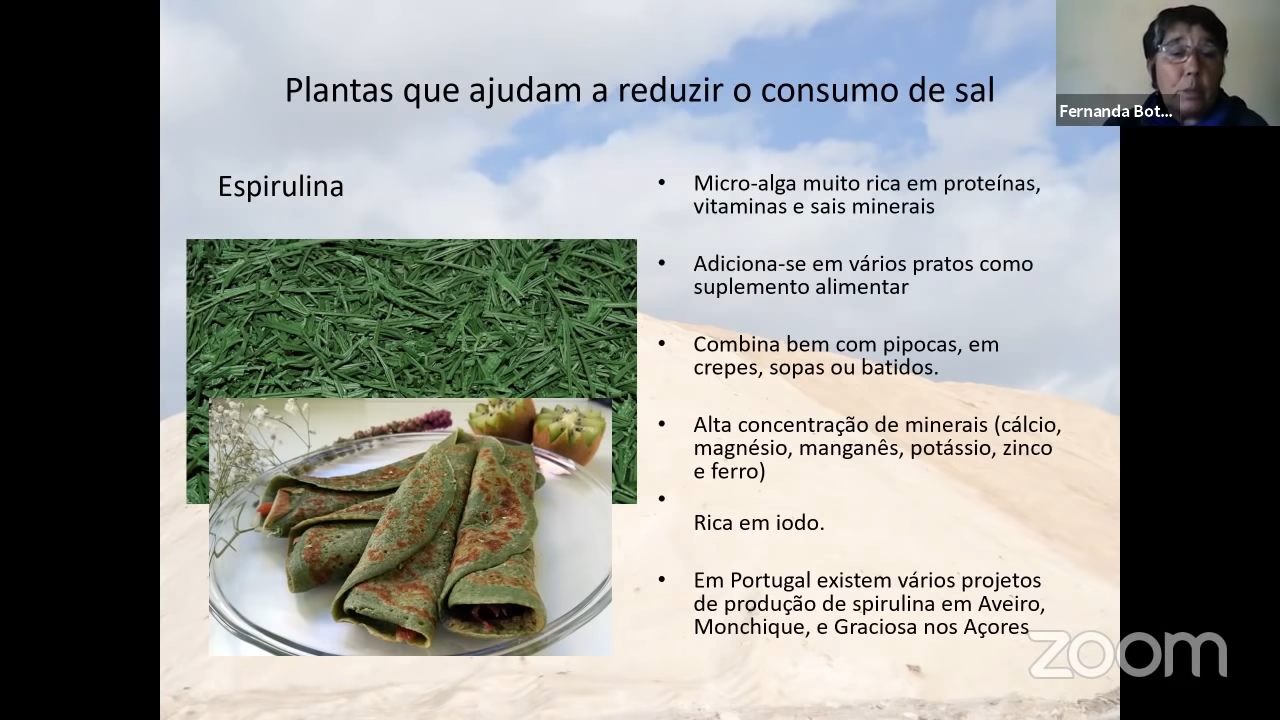 Plantas que ajudam a reduzir o consumo de sal
Fernanda Bot...
Espirulina
• Micro-alga muito rica em proteínas,
vitaminas e sais minerais
• Adiciona-se em vários pratos como
suplemento alimentar
• Combina bem com pipocas, em
crepes, sopas ou batidos.
• Alta concentração de minerais (cálcio,
magnésio, manganês, potássio, zinco
e ferro)
•
Rica em iodo.
• Em Portugal existem vários projetos
de produção de spirulina em Aveiro,
Monchique, e Graciosa nos Açores
zoom